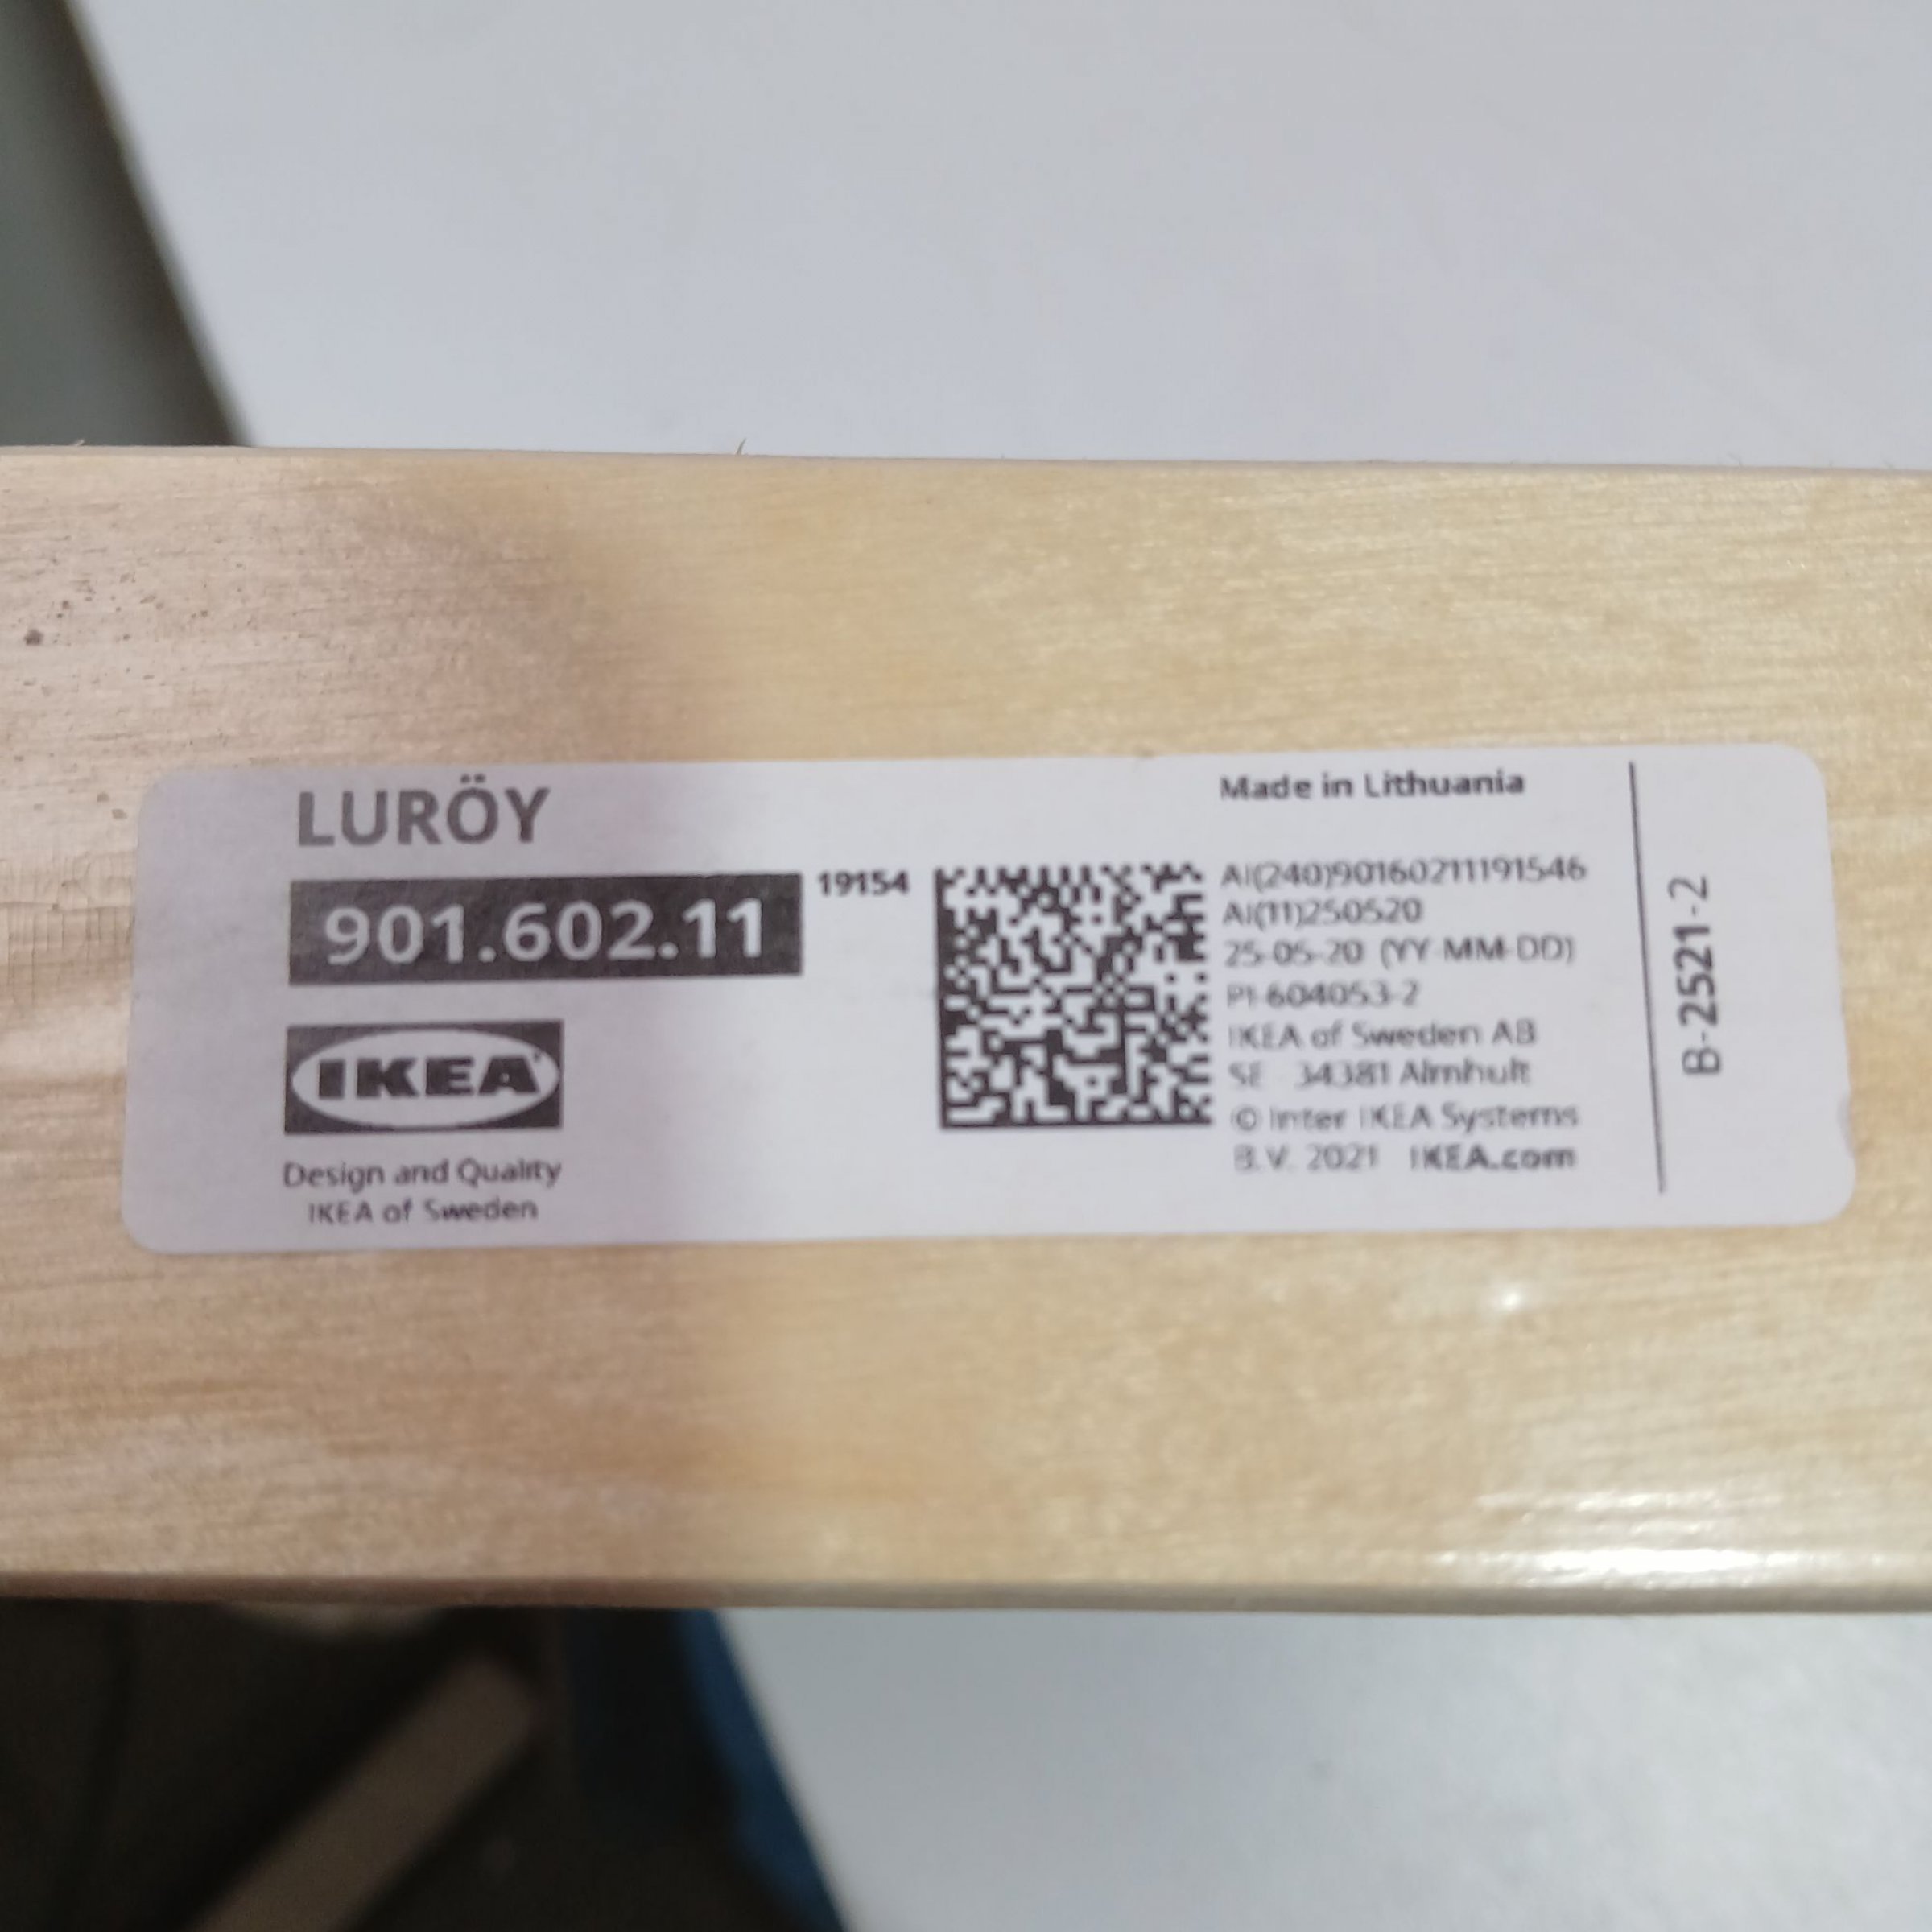 LURÖY
901.602.11
19154
IKEA
Design and Quality
IKEA of Sweden
Made in Lithuania
AI(240)90160211191546
AI(11)250520
25-05-20 (YY-MM-DD)
PI-604053-2
IKEA of Sweden AB
SE - 34381 Älmhult
© Inter IKEA Systems
B.V. 2021 IKEA.com
B-2521-2